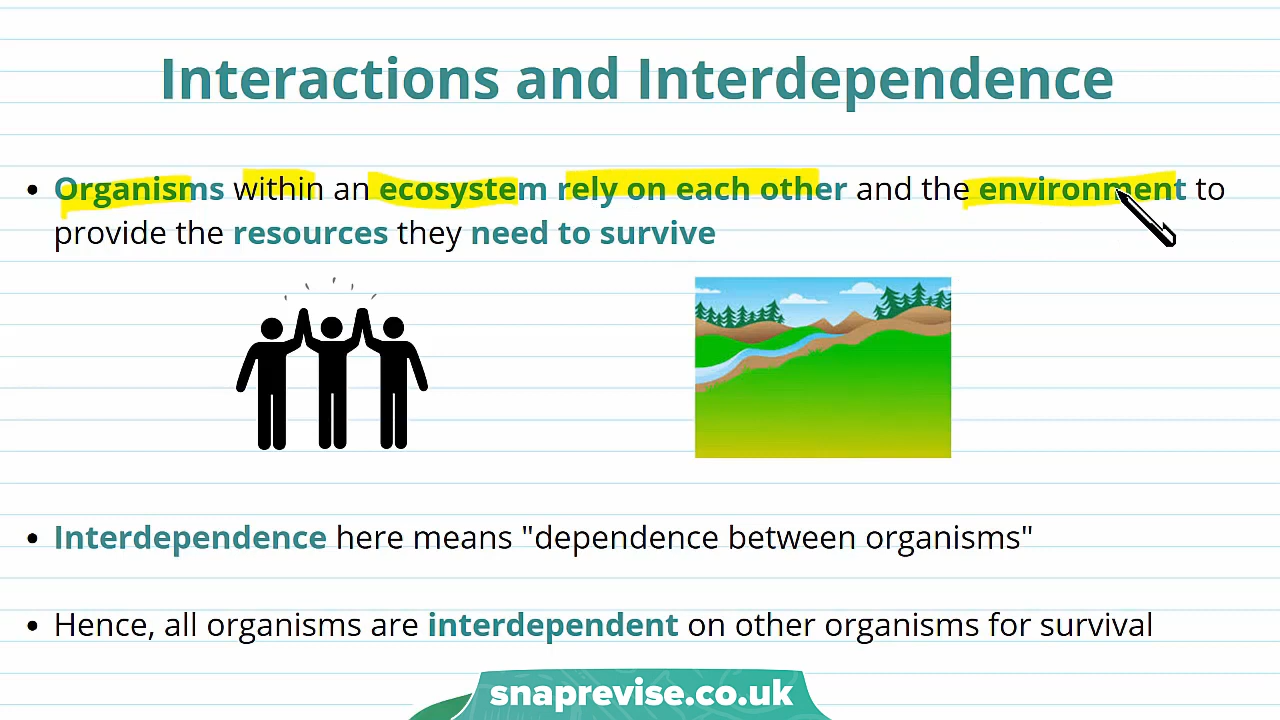 Interactions and Interdependence
• Organisms within an ecosystem rely on each other and the environment to
provide the resources they need to survive
• Interdependence here means "dependence between organisms"
• Hence, all organisms are interdependent on other organisms for survival
snaprevise.co.uk